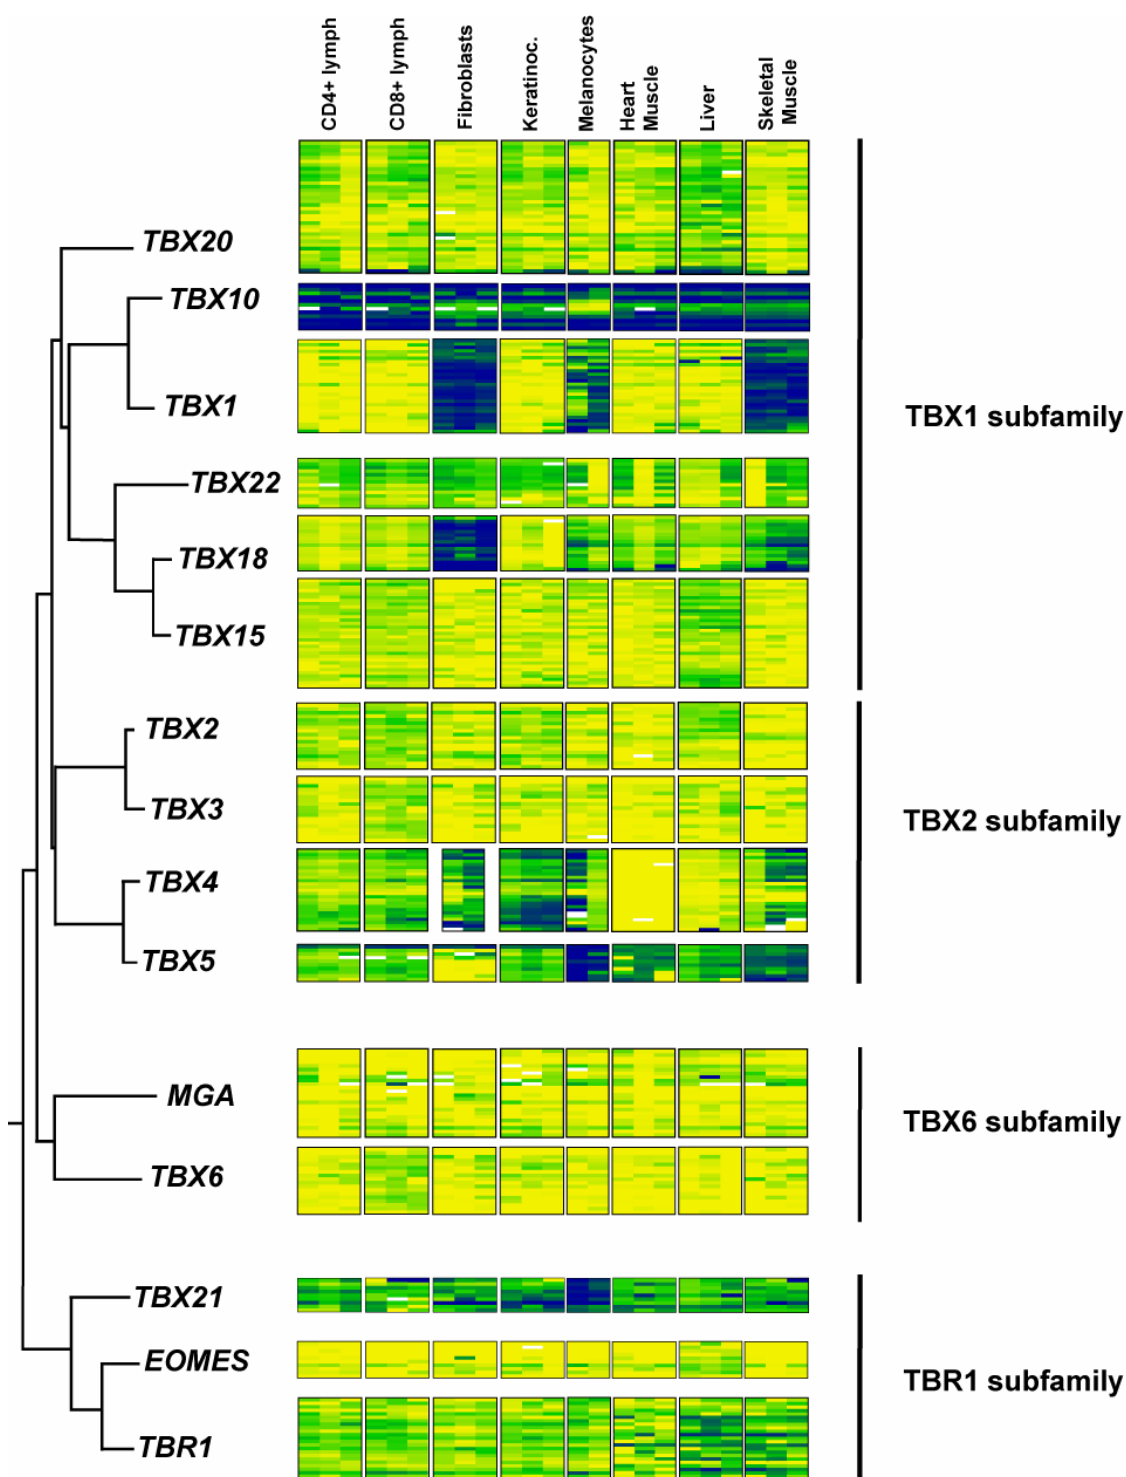 CD4+ lymph
CD8+ lymph
Fibroblasts
Keratinoc.
Melanocytes
Heart
Muscle
Liver
Skeletal
Muscle
TBX20
TBX10
TBX1
TBX22
TBX18
TBX15
TBX1 subfamily
TBX2
TBX3
TBX4
TBX5
TBX2 subfamily
MGA
TBX6
TBX6 subfamily
TBX21
EOMES
TBR1
TBR1 subfamily